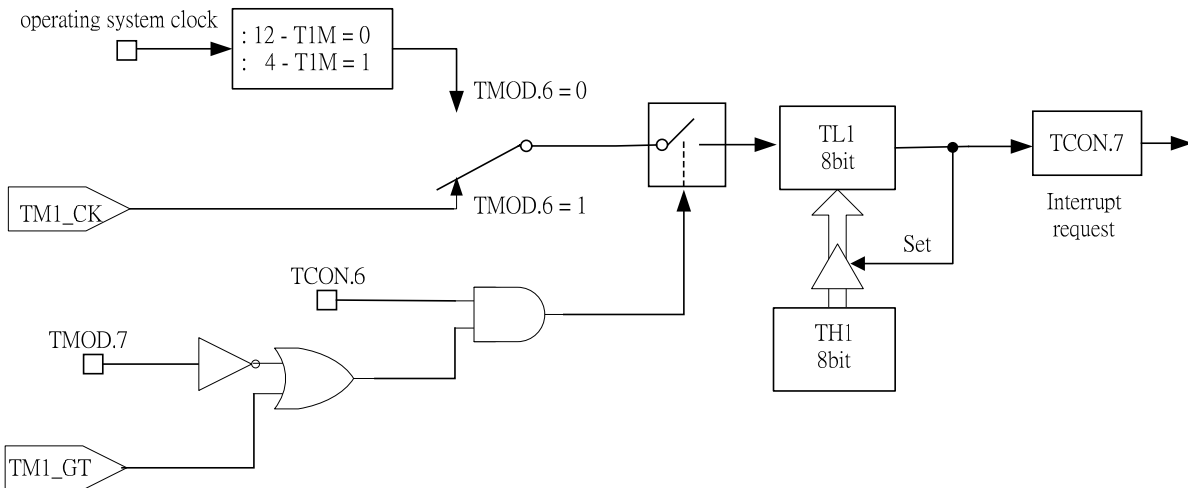 operating system clock
: 12 - T1M = 0
: 4 - T1M = 1
TMOD.6 = 0
TM1_CK
TMOD.6 = 1
TL1
8bit
TCON.7
Interrupt
request
Set
TCON.6
TMOD.7
TH1
8bit
TM1_GT